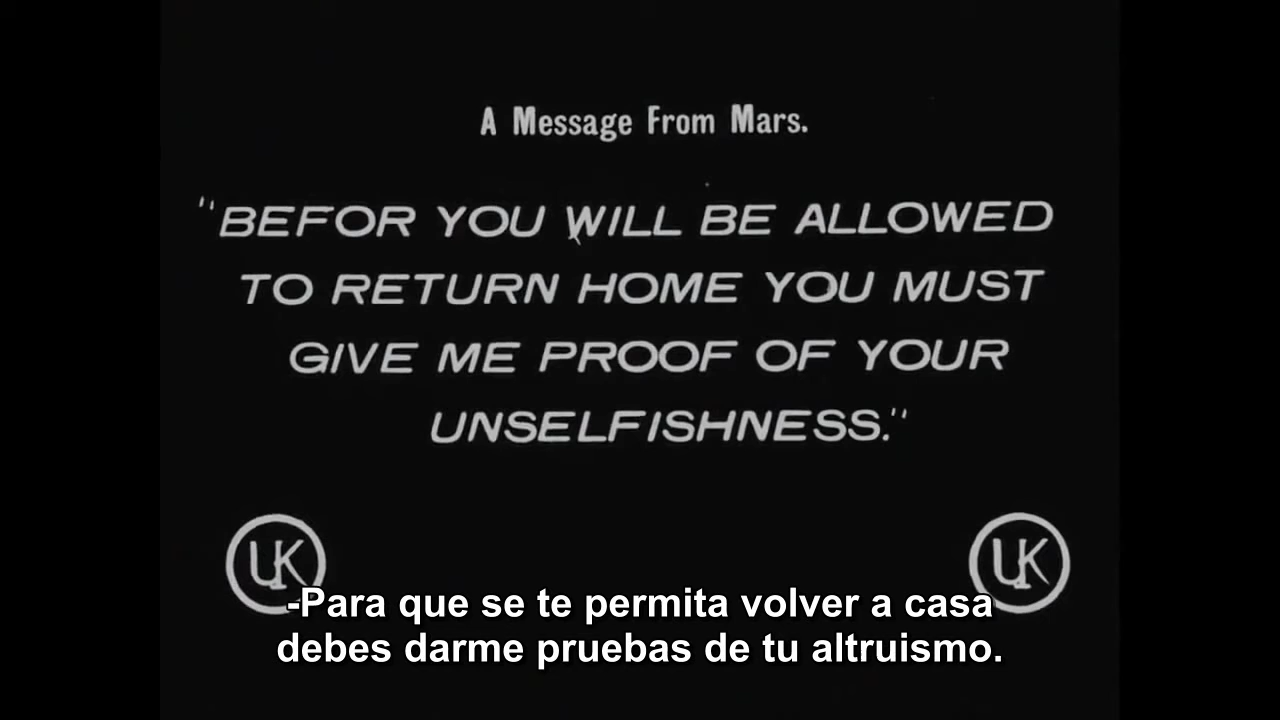 A Message From Mars.
"BEFOR YOU WILL BE ALLOWED
TO RETURN HOME YOU MUST
GIVE ME PROOF OF YOUR
UNSELFISHNESS."
UK
UK
-Para que se te permita volver a casa
debes darme pruebas de tu altruismo.